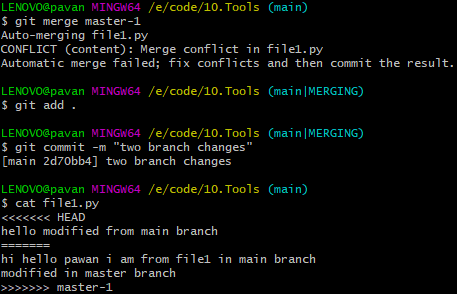 LENOVO@pavan MINGW64 /e/code/10.Tools (main)
$ git merge master-1
Auto-merging file1.py
CONFLICT (content): Merge conflict in file1.py
Automatic merge failed; fix conflicts and then commit the result.
LENOVO@pavan MINGW64 /e/code/10.Tools (main|MERGING)
$ git add .
LENOVO@pavan MINGW64 /e/code/10.Tools (main|MERGING)
$ git commit -m "two branch changes"
[main 2d70bb4] two branch changes
LENOVO@pavan MINGW64 /e/code/10.Tools (main)
$ cat file1.py
<<<<<<< HEAD
hello modified from main branch
=======
hi hello pawan i am from file1 in main branch
modified in master branch
>>>>>>> master-1